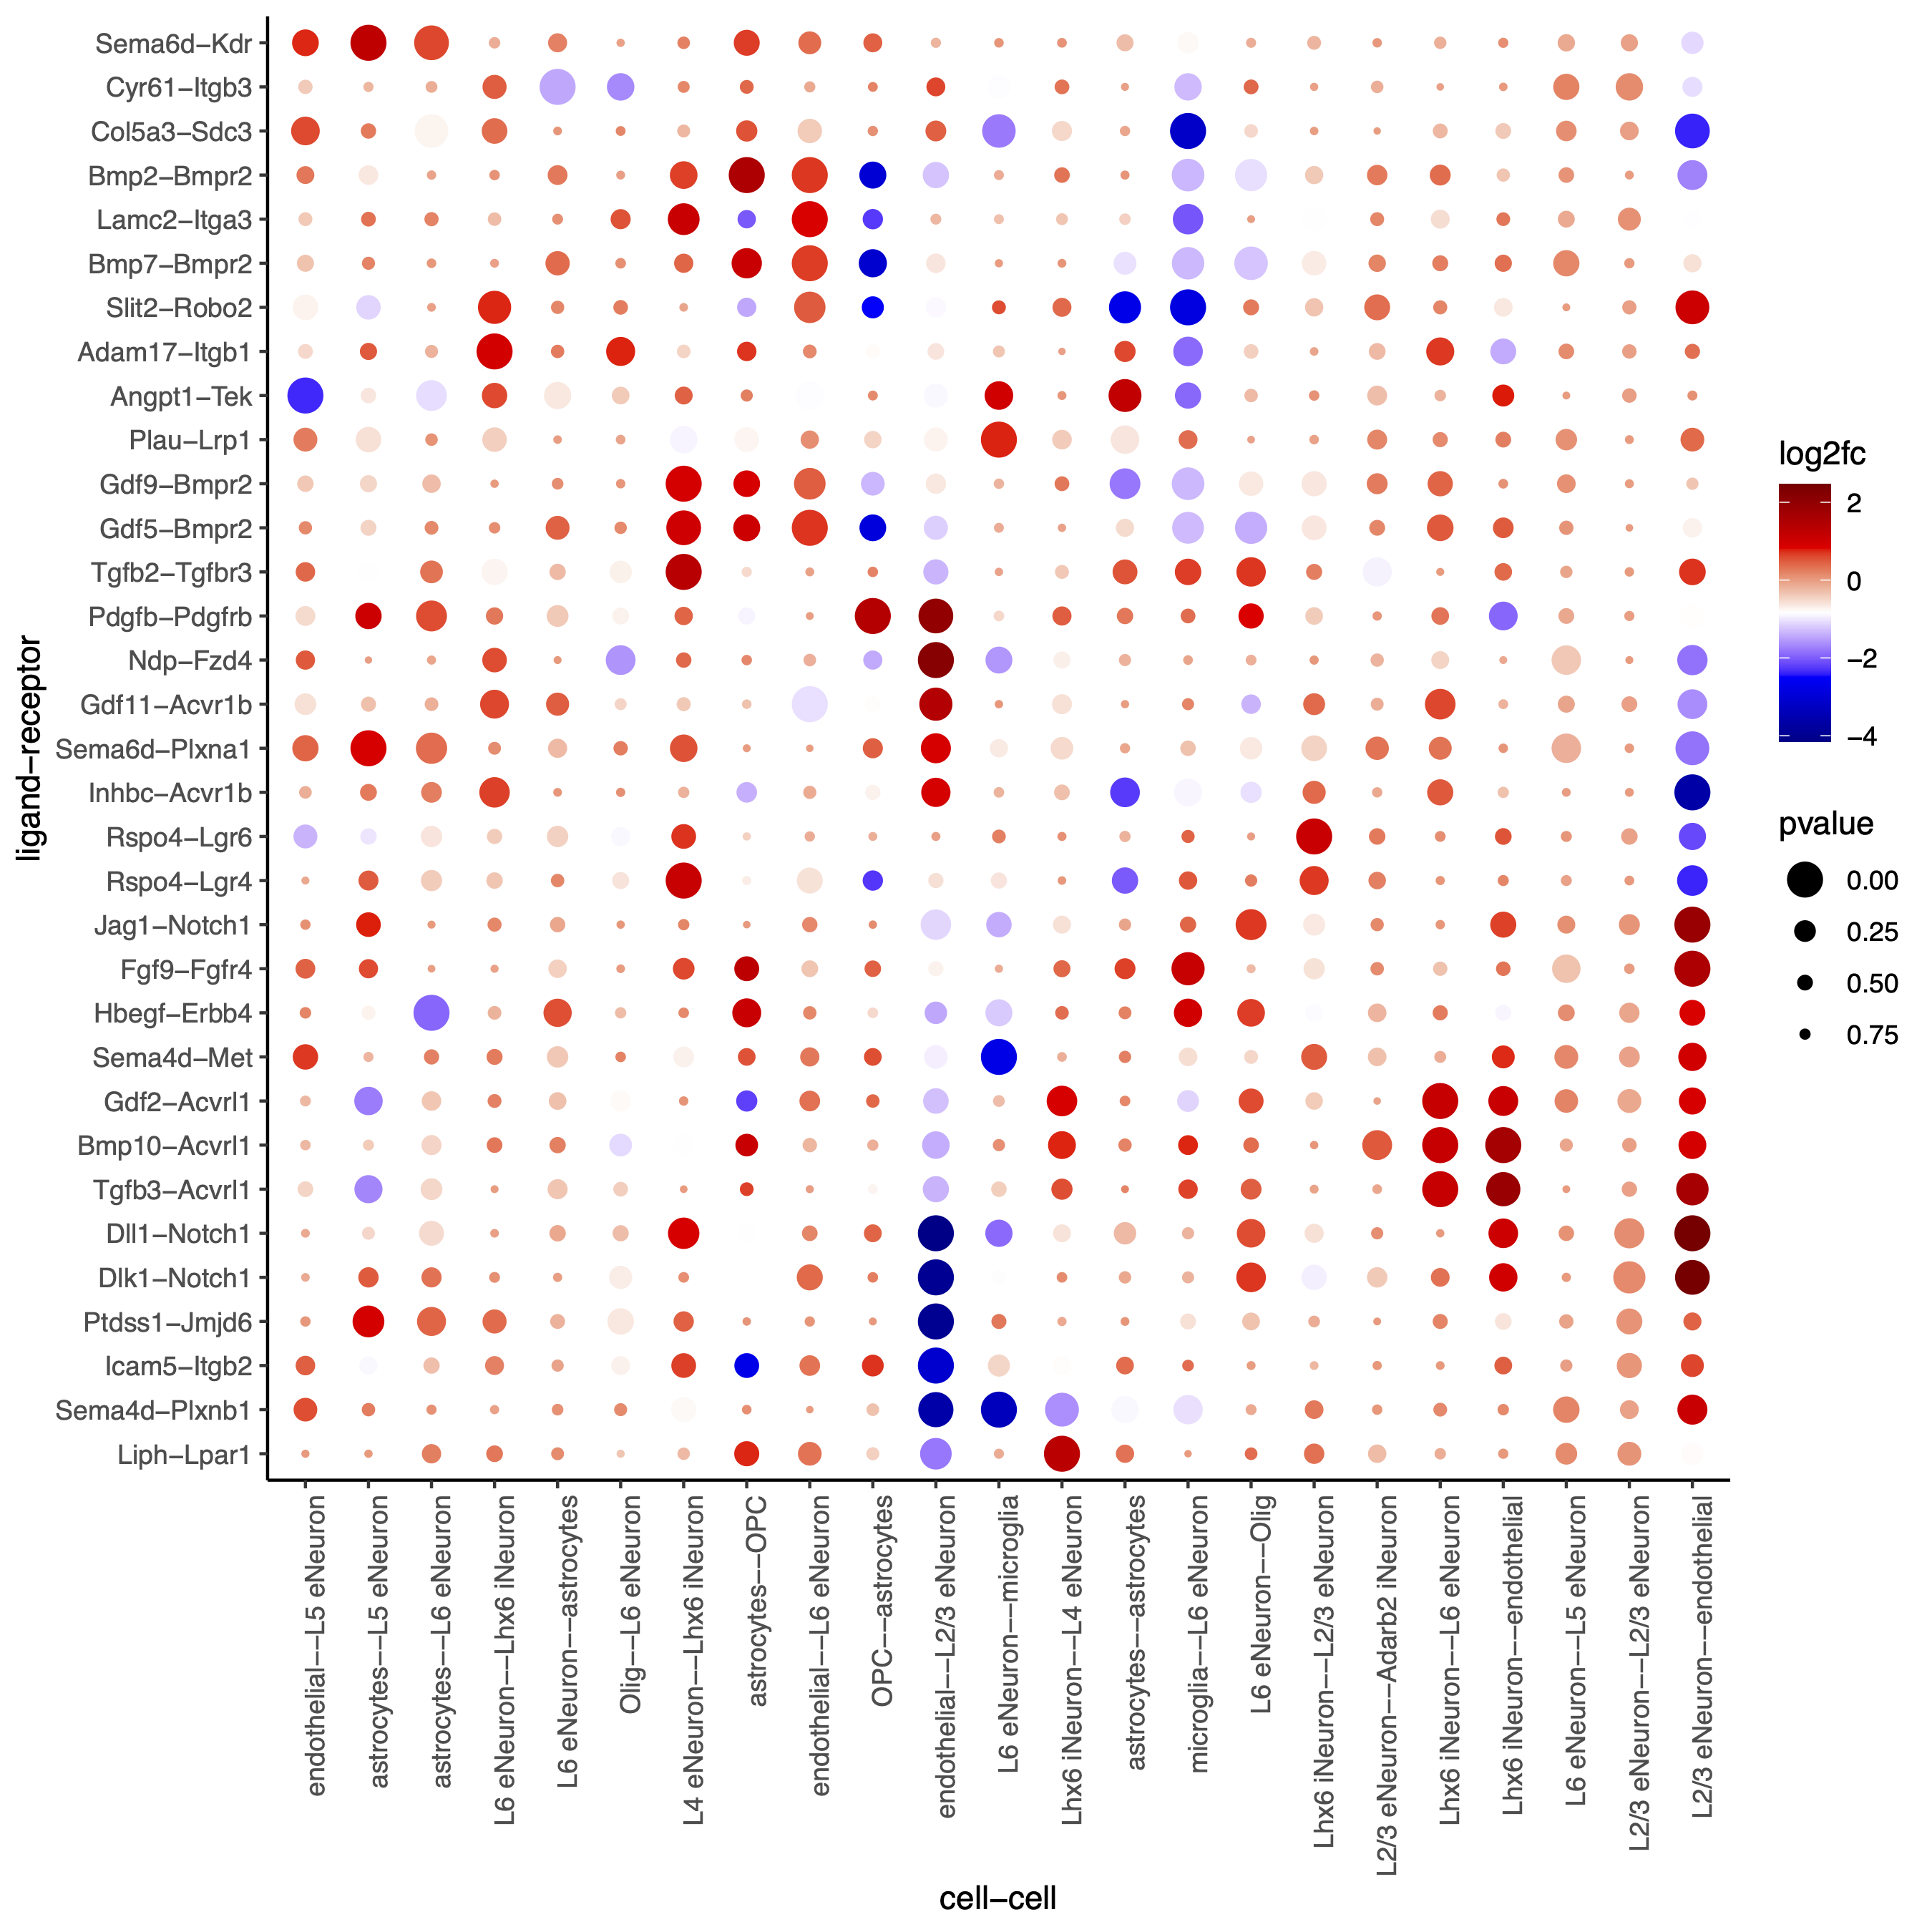 ligand−receptor
Sema6d−Kdr
Cyr61−Itgb3
Col5a3−Sdc3
Bmp2−Bmpr2
Lamc2−Itga3
Bmp7−Bmpr2
Slit2−Robo2
Adam17−Itgb1
Angpt1−Tek
Plau−Lrp1
Gdf9−Bmpr2
Gdf5−Bmpr2
Tgfb2−Tgfbr3
Pdgfb−Pdgfrb
Ndp−Fzd4
Gdf11−Acvr1b
Sema6d−Plxna1
Inhbc−Acvr1b
Rspo4−Lgr6
Rspo4−Lgr4
Jag1−Notch1
Fgf9−Fgfr4
Hbegf−Erbb4
Sema4d−Met
Gdf2−Acvrl1
Bmp10−Acvrl1
Tgfb3−Acvrl1
Dll1−Notch1
Dlk1−Notch1
Ptdss1−Jmjd6
Icam5−Itgb2
Sema4d−Plxnb1
Liph−Lpar1
endothelial−−L5 eNeuron
astrocytes−−L5 eNeuron
astrocytes−−L6 eNeuron
L6 eNeuron−−Lhx6 iNeuron
L6 eNeuron−−astrocytes
Olig−−L6 eNeuron
L4 eNeuron−−Lhx6 iNeuron
astrocytes−−OPC
endothelial−−L6 eNeuron
OPC−−astrocytes
endothelial−−L2/3 eNeuron
L6 eNeuron−−microglia
Lhx6 iNeuron−−L4 eNeuron
astrocytes−−astrocytes
microglia−−L6 eNeuron
L6 eNeuron−−Olig
Lhx6 iNeuron−−L2/3 eNeuron
L2/3 eNeuron−−Adarb2 iNeuron
Lhx6 iNeuron−−L6 eNeuron
Lhx6 iNeuron−−endothelial
L6 eNeuron−−L5 eNeuron
L2/3 eNeuron−−L2/3 eNeuron
L2/3 eNeuron−−endothelial
cell−cell
log2fc
2
0
−2
−4
pvalue
0.00
0.25
0.50
0.75